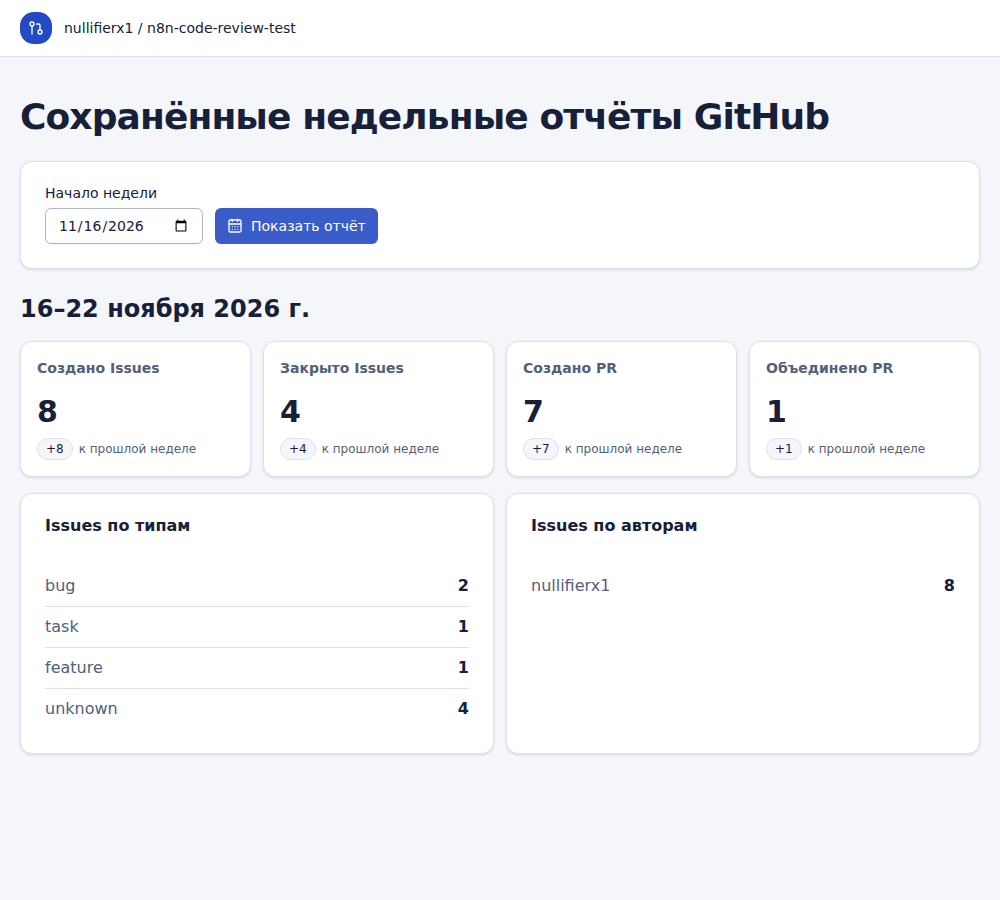 nullifierx1 / n8n-code-review-test
Сохранённые недельные отчёты GitHub
Начало недели
11/16/2026
Показать отчёт
16–22 ноября 2026 г.
Создано Issues
8
+8 к прошлой неделе
Закрыто Issues
4
+4 к прошлой неделе
Создано PR
7
+7 к прошлой неделе
Объединено PR
1
+1 к прошлой неделе
Issues по типам
bug 2
task 1
feature 1
unknown 4
Issues по авторам
nullifierx1 8